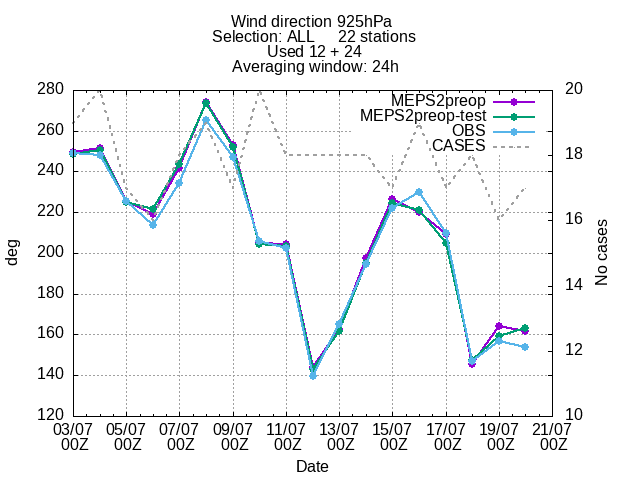 Wind direction 925hPa
Selection: ALL 22 stations
Used 12 + 24
Averaging window: 24h
MEPS2preop
MEPS2preop-test
OBS
CASES
280
260
240
220
200
180
160
140
120
deg
20
18
16
14
12
10
No cases
03/07 05/07 07/07 09/07 11/07 13/07 15/07 17/07 19/07 21/07
00Z 00Z 00Z 00Z 00Z 00Z 00Z 00Z 00Z 00Z
Date